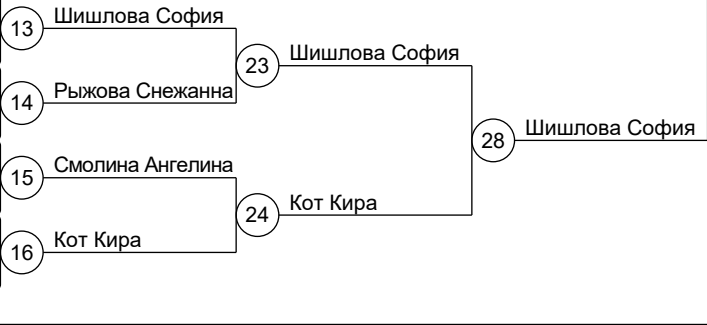 13 Шишлова София
23 Шишлова София
14 Рыжова Снежанна
28 Шишлова София
15 Смолина Ангелина
24 Кот Кира
16 Кот Кира